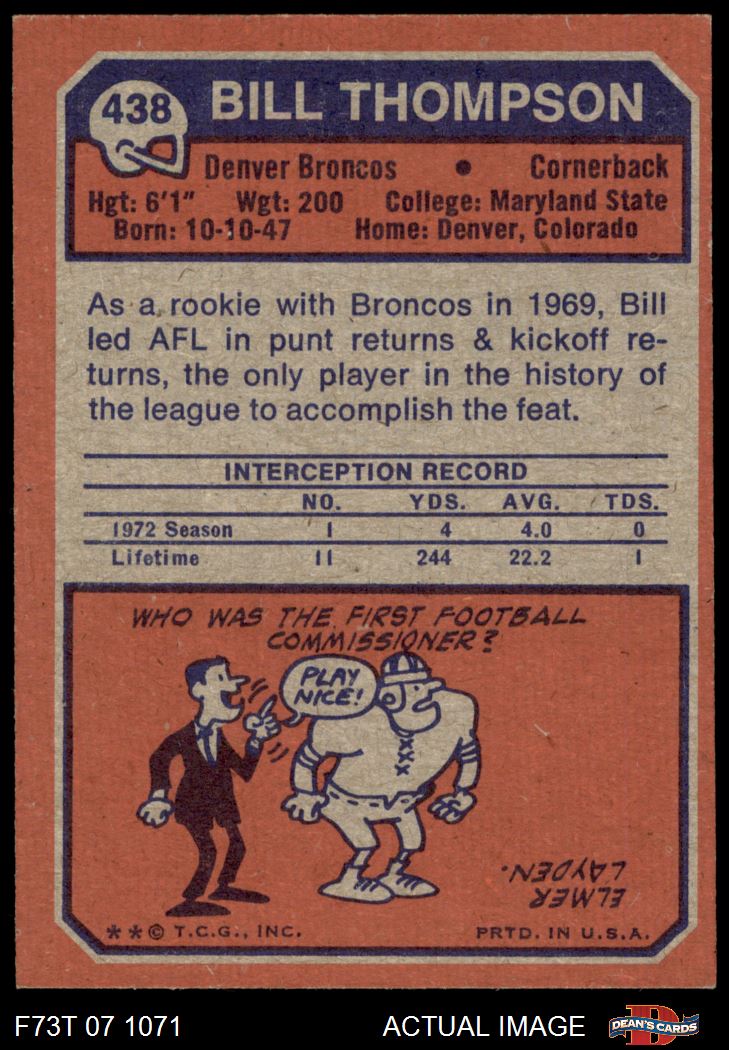 438
BILL THOMPSON
Denver Broncos • Cornerback
Hgt: 6'1" Wgt: 200 College: Maryland State
Born: 10-10-47 Home: Denver, Colorado
As a rookie with Broncos in 1969, Bill
led AFL in punt returns & kickoff re-
turns, the only player in the history of
the league to accomplish the feat.
INTERCEPTION RECORD
NO. YDS. AVG. TDS.
1972 Season 1 4 4.0 0
Lifetime 11 244 22.2 1
WHO WAS THE FIRST FOOTBALL
COMMISSIONER?
PLAY
NICE!
ELMER
LAYDEN.
**© T.C.G., INC. PRTD. IN U.S.A.
F73T 07 1071 ACTUAL IMAGE
D
DEAN'S CARDS